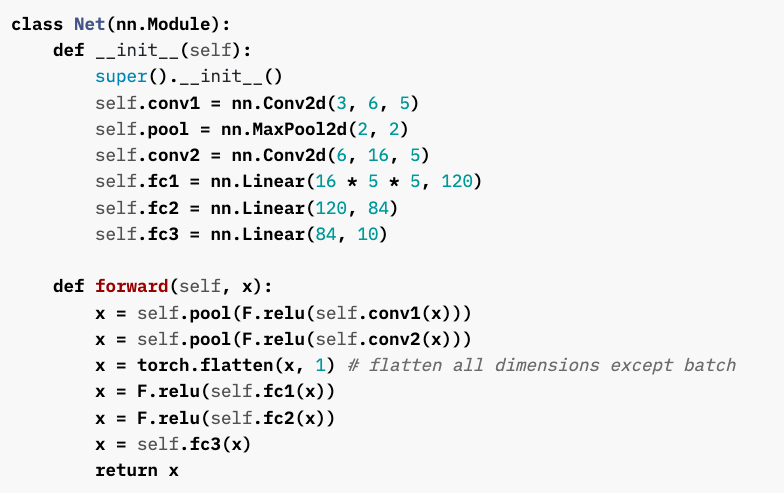 class Net(nn.Module):
    def __init__(self):
        super().__init__()
        self.conv1 = nn.Conv2d(3, 6, 5)
        self.pool = nn.MaxPool2d(2, 2)
        self.conv2 = nn.Conv2d(6, 16, 5)
        self.fc1 = nn.Linear(16 * 5 * 5, 120)
        self.fc2 = nn.Linear(120, 84)
        self.fc3 = nn.Linear(84, 10)

    def forward(self, x):
        x = self.pool(F.relu(self.conv1(x)))
        x = self.pool(F.relu(self.conv2(x)))
        x = torch.flatten(x, 1) # flatten all dimensions except batch
        x = F.relu(self.fc1(x))
        x = F.relu(self.fc2(x))
        x = self.fc3(x)
        return x